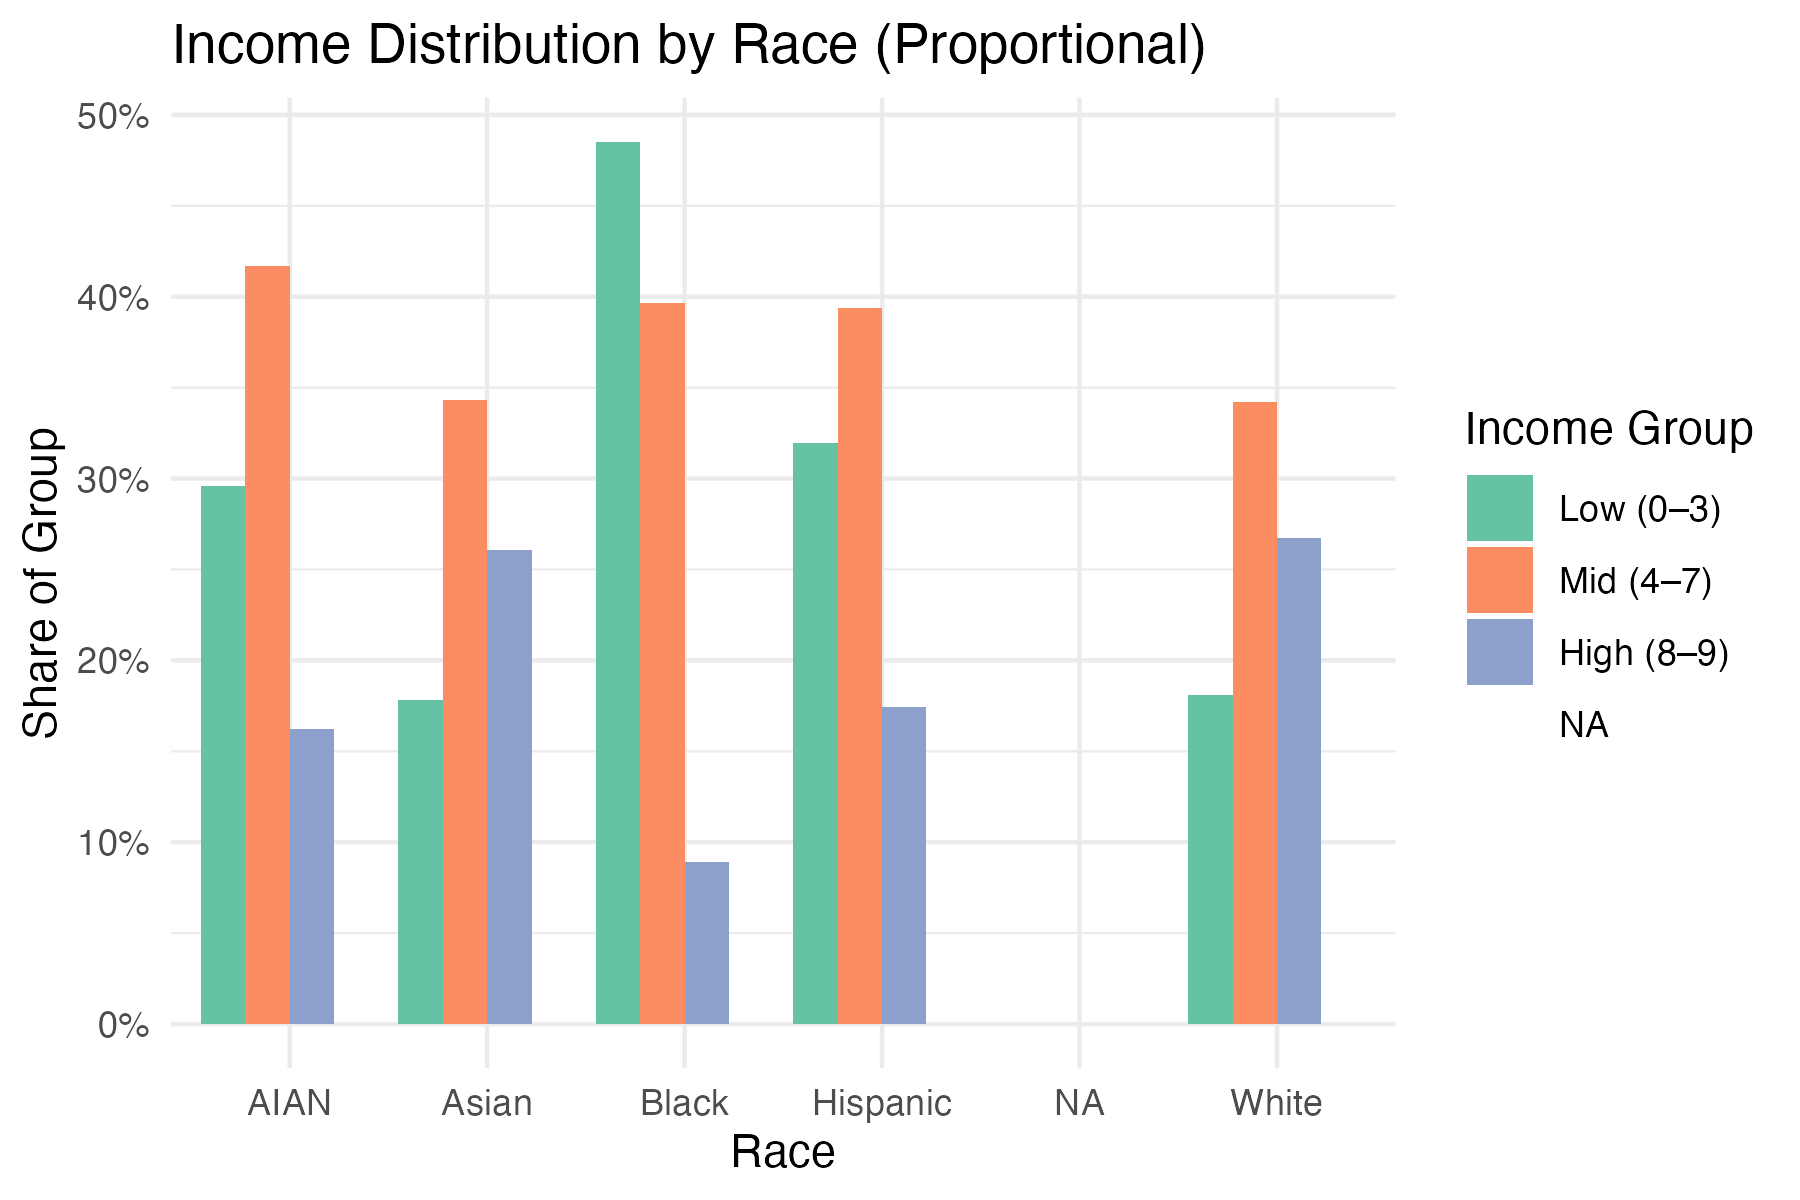 Income Distribution by Race (Proportional)
50%
40%
30%
20%
10%
0%
Share of Group
AIAN
Asian
Black
Hispanic
NA
White
Race
Income Group
Low (0–3)
Mid (4–7)
High (8–9)
NA